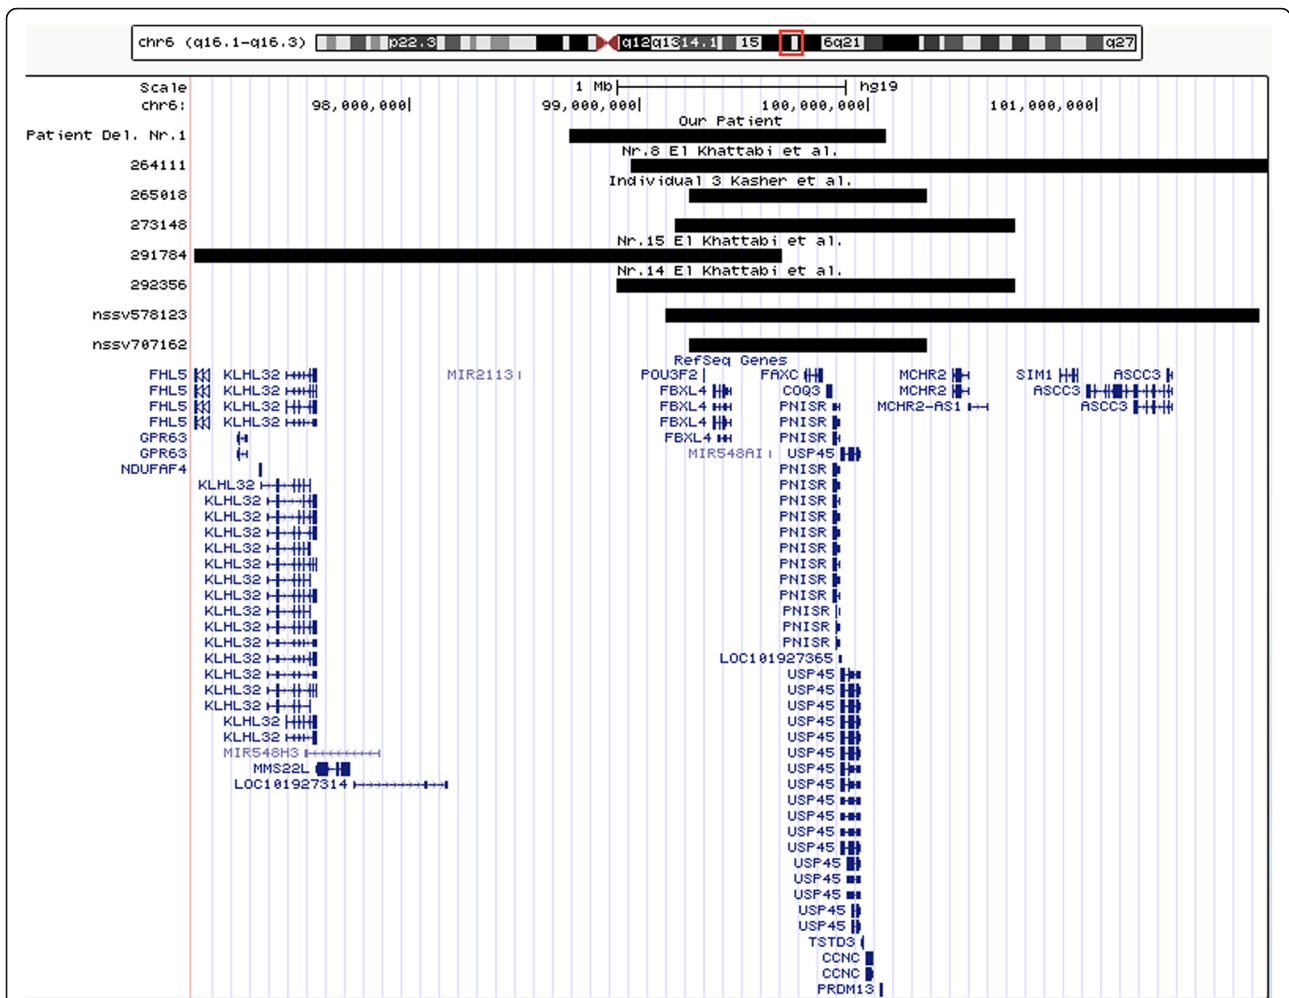 chr6 (q16.1-q16.3) p22.3 q12 q13 14.1 15 6q21 q27
Scale 1 Mb hg19
chr6: 98,000,000 99,000,000 100,000,000 101,000,000
Our Patient
Patient Del. Nr.1
Nr.8 El Khattabi et al.
264111
Individual 3 Kasher et al.
265018
273148
Nr.15 El Khattabi et al.
291784
Nr.14 El Khattabi et al.
292356
nssv578123
nssv707162
RefSeq Genes
FHL5 KLHL32 MIR2113 POU3F2 FAXC MCHR2 SIM1 ASCC3
FHL5 KLHL32 FBXL4 COQ3 MCHR2 ASCC3
FHL5 KLHL32 FBXL4 PNISR MCHR2-AS1 ASCC3
FHL5 KLHL32 FBXL4 PNISR
GPR63 FBXL4 PNISR
GPR63 MIR548AI USP45
NDUFAF4 PNISR
KLHL32 PNISR
KLHL32 PNISR
KLHL32 PNISR
KLHL32 PNISR
KLHL32 PNISR
KLHL32 PNISR
KLHL32 PNISR
KLHL32 PNISR
KLHL32 PNISR
KLHL32 PNISR
KLHL32 PNISR
KLHL32 LOC101927365
KLHL32 USP45
KLHL32 USP45
KLHL32 USP45
KLHL32 USP45
KLHL32 USP45
MIR548H3 USP45
MMS22L USP45
LOC101927314 USP45
USP45
USP45
USP45
USP45
USP45
USP45
USP45
USP45
USP45
TSTD3
CCNC
CCNC
PRDM13